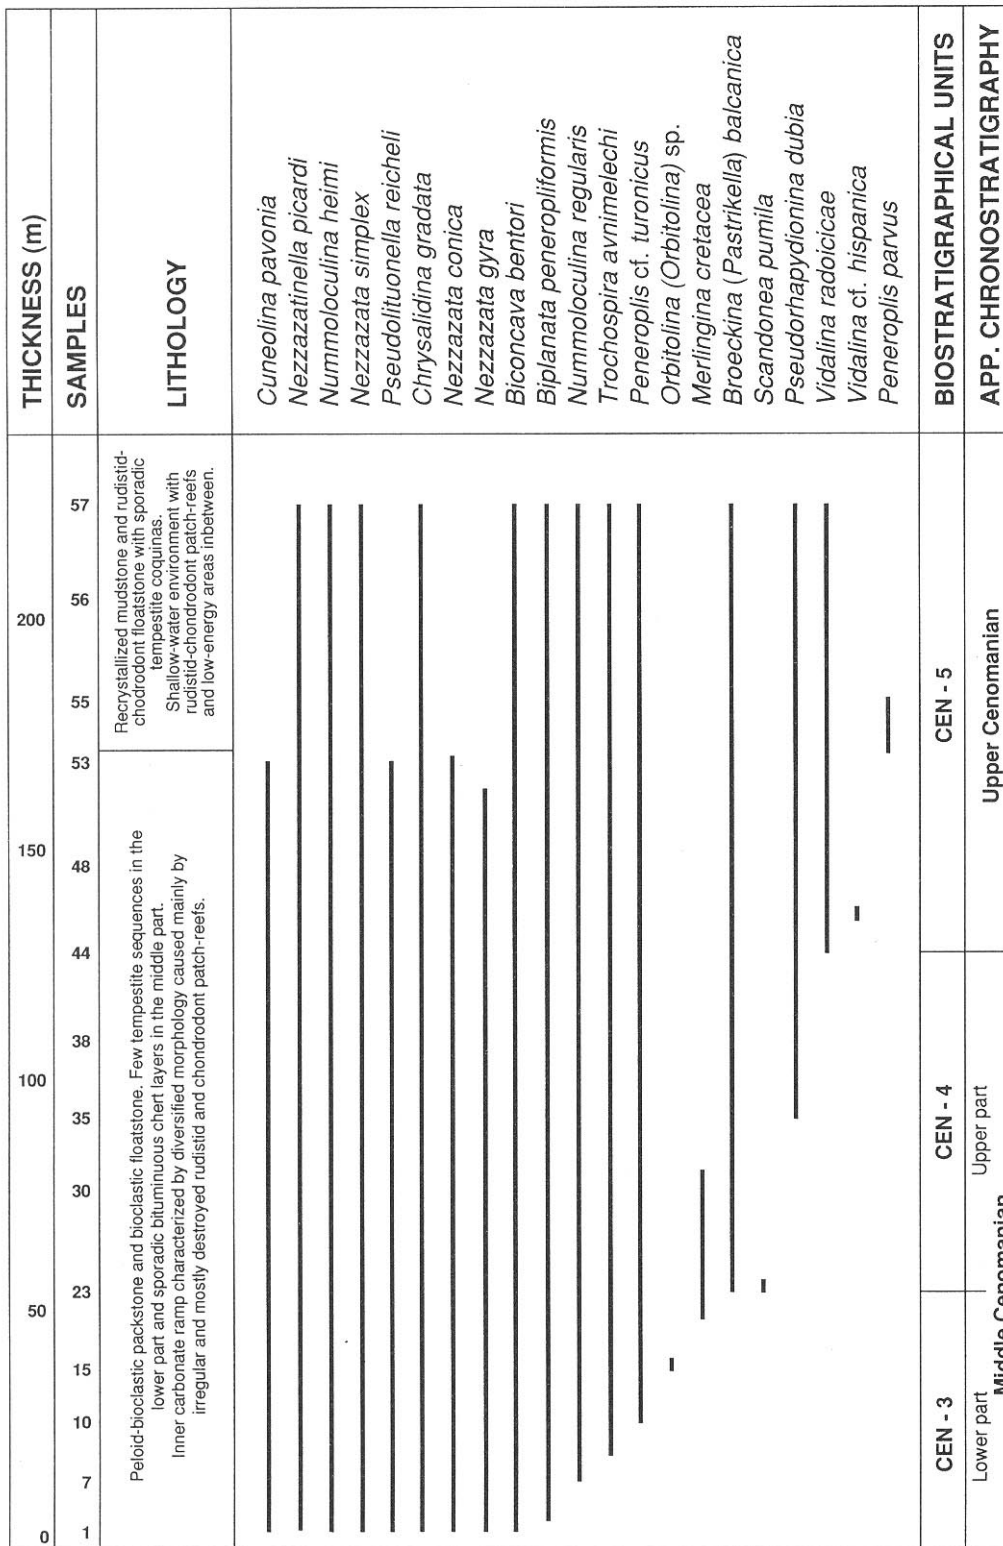 THICKNESS (m)
SAMPLES
LITHOLOGY
Cuneolina pavonia
Nezzazatinella picardi
Nummoloculina heimi
Nezzazata simplex
Pseudolituonella reicheli
Chrysalidina gradata
Nezzazata conica
Nezzazata gyra
Biconcava bentori
Biplanata peneropliformis
Nummoloculina regularis
Trochospira avnimelechi
Peneroplis cf. turonicus
Orbitolina (Orbitolina) sp.
Merlingina cretacea
Broeckina (Pastrikella) balcanica
Scandonea pumila
Pseudorhapydionina dubia
Vidalina radoicicae
Vidalina cf. hispanica
Peneroplis parvus
BIOSTRATIGRAPHICAL UNITS
APP. CHRONOSTRATIGRAPHY
200
150
100
50
0
57
56
55
53
48
44
38
35
30
23
15
10
7
1
Recrystallized mudstone and rudistid-
chodrodont floatstone with sporadic
tempestite coquinas.
Shallow-water environment with
rudistid-chondrodont patch-reefs
and low-energy areas inbetween.
Peloid-bioclastic packstone and bioclastic floatstone. Few tempestite sequences in the
lower part and sporadic bituminous chert layers in the middle part.
Inner carbonate ramp characterized by diversified morphology caused mainly by
irregular and mostly destroyed rudistid and chondrodont patch-reefs.
CEN - 5
CEN - 4
CEN - 3
Upper Cenomanian
Upper part
Lower part
Middle Cenomanian